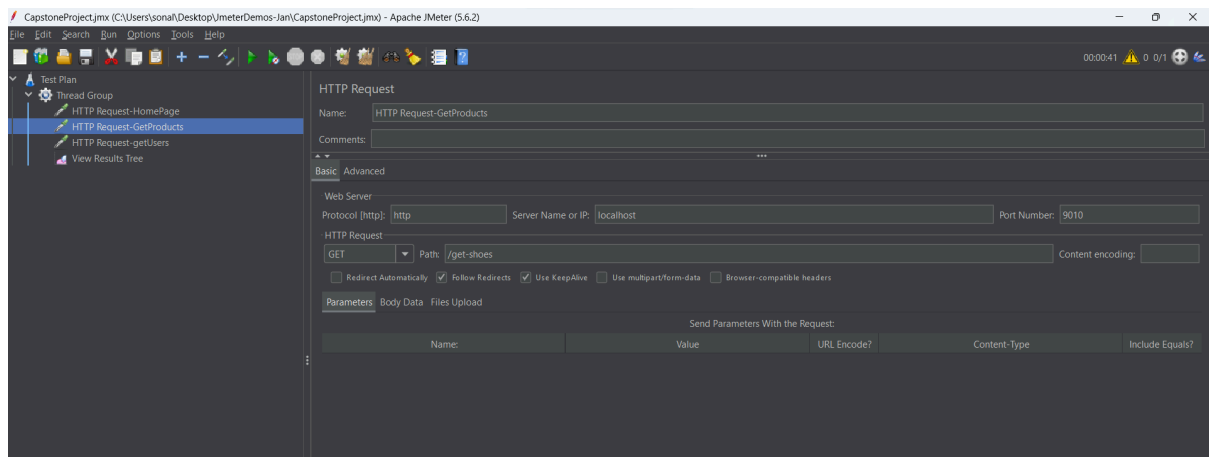 CapstoneProject.jmx (C:\Users\sonal\Desktop\JmeterDemos-Jan\CapstoneProject.jmx) - Apache JMeter (5.6.2)
File Edit Search Run Options Tools Help
00:00:41 0 0/1
Test Plan
Thread Group
HTTP Request-HomePage
HTTP Request-GetProducts
HTTP Request-getUsers
View Results Tree
HTTP Request
Name: HTTP Request-GetProducts
Comments:
Basic Advanced
Web Server
Protocol [http]: http Server Name or IP: localhost Port Number: 9010
HTTP Request
GET Path: /get-shoes Content encoding:
Redirect Automatically Follow Redirects Use KeepAlive Use multipart/form-data Browser-compatible headers
Parameters Body Data Files Upload
Send Parameters With the Request:
Name: Value URL Encode? Content-Type Include Equals?